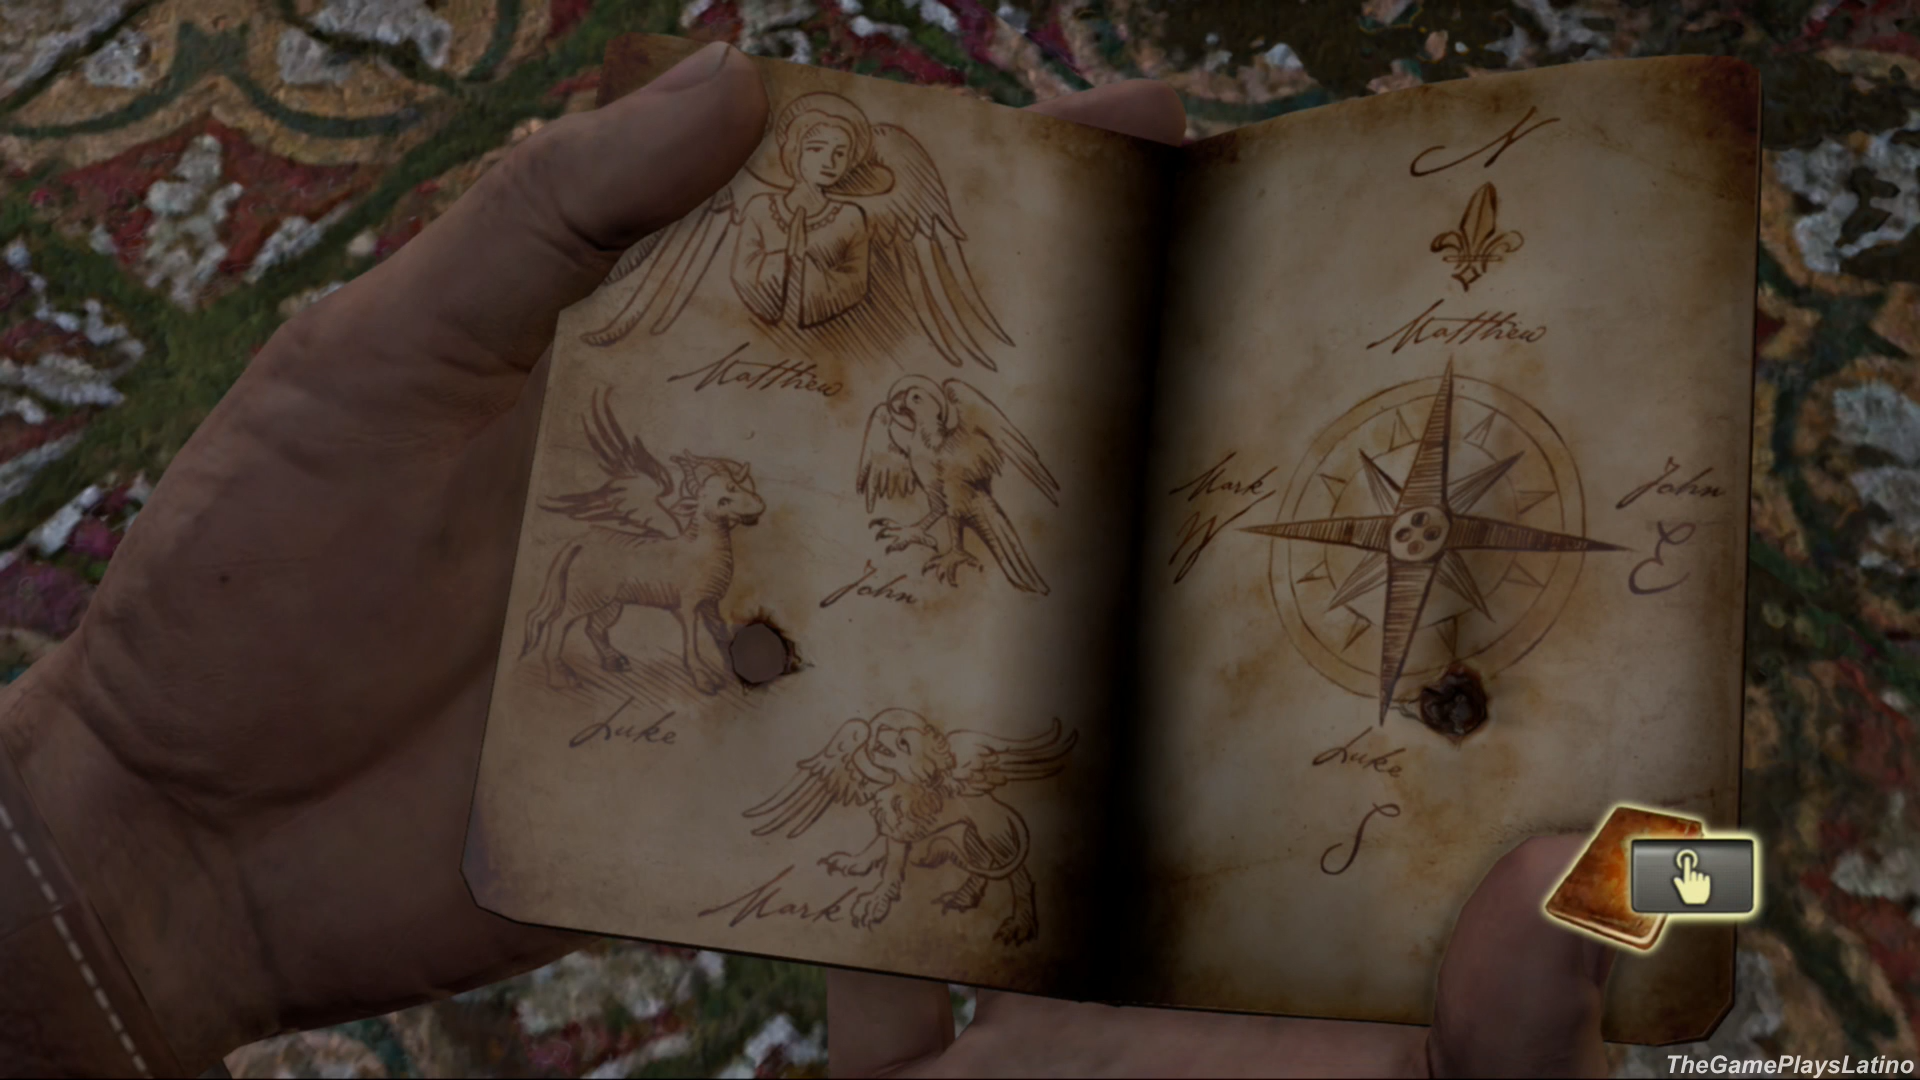 Matthew
John
Luke
Mark
N
Matthew
Mark
John
W
E
Luke
S
TheGamePlaysLatino